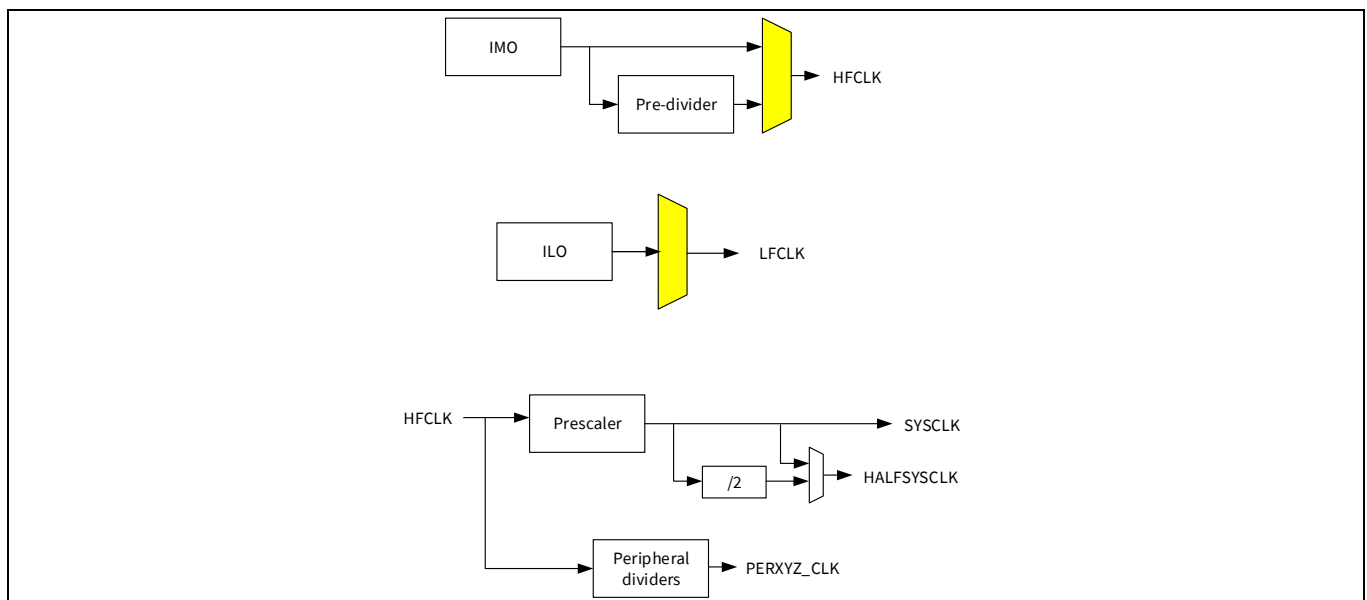 IMO
HFCLK
Pre-divider
ILO
LFCLK
HFCLK
Prescaler
SYSCLK
/2
HALFSYSCLK
Peripheral
dividers
PERXYZ_CLK